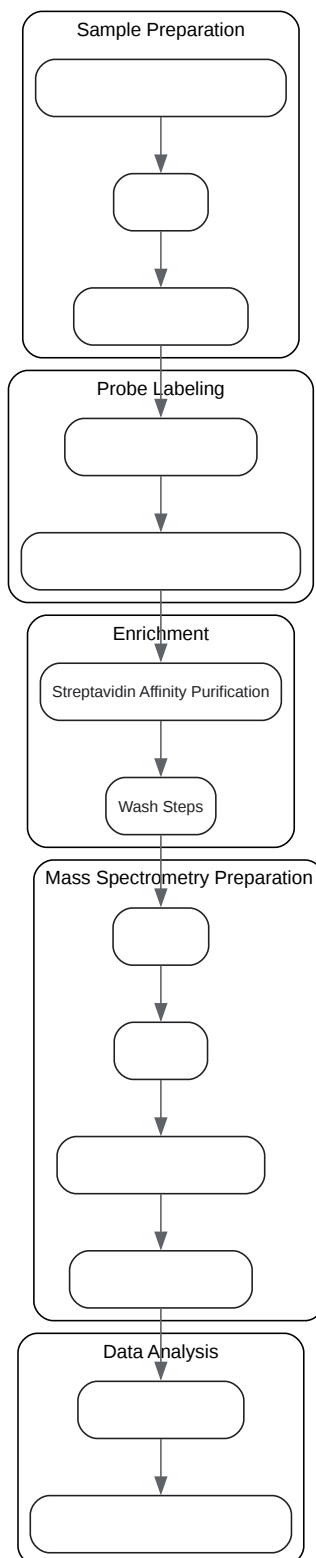 Sample Preparation
Probe Labeling
Enrichment
Streptavidin Affinity Purification
Wash Steps
Mass Spectrometry Preparation
Data Analysis